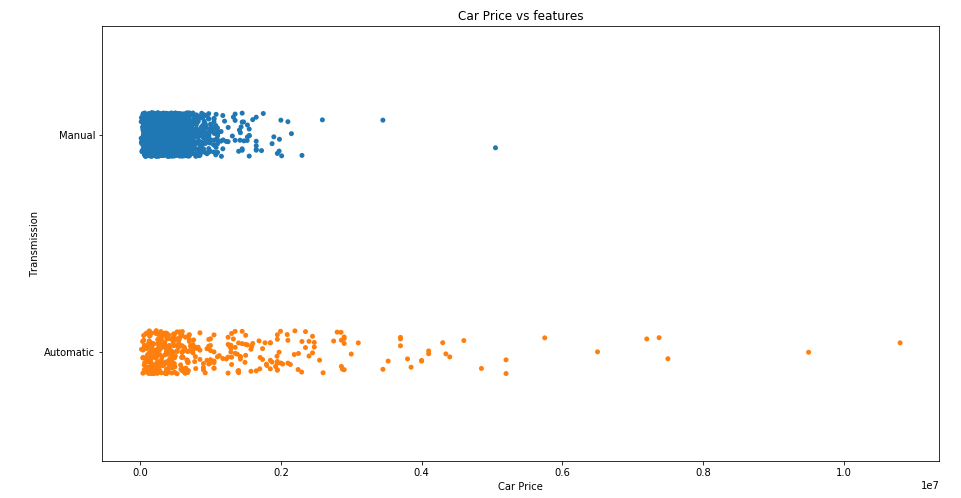 Car Price vs features
Manual
Transmission
Automatic
0.0 0.2 0.4 0.6 0.8 1.0
1e7
Car Price